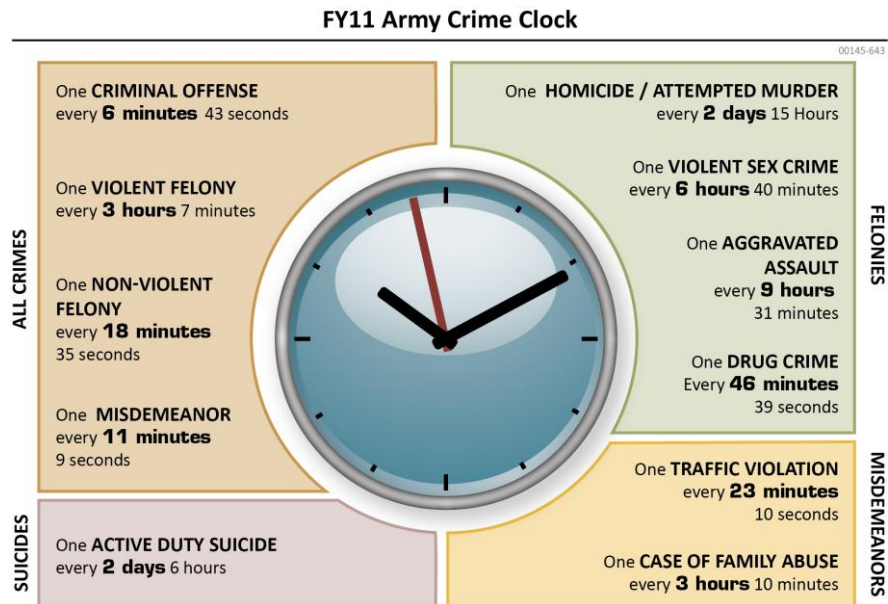 FY11 Army Crime Clock
00145-643
ALL CRIMES
One CRIMINAL OFFENSE
every 6 minutes 43 seconds
One VIOLENT FELONY
every 3 hours 7 minutes
One NON-VIOLENT
FELONY
every 18 minutes
35 seconds
One MISDEMEANOR
every 11 minutes
9 seconds
SUICIDES
One ACTIVE DUTY SUICIDE
every 2 days 6 hours
FELONIES
One HOMICIDE / ATTEMPTED MURDER
every 2 days 15 Hours
One VIOLENT SEX CRIME
every 6 hours 40 minutes
One AGGRAVATED
ASSAULT
every 9 hours
31 minutes
One DRUG CRIME
Every 46 minutes
39 seconds
MISDEMEANORS
One TRAFFIC VIOLATION
every 23 minutes
10 seconds
One CASE OF FAMILY ABUSE
every 3 hours 10 minutes